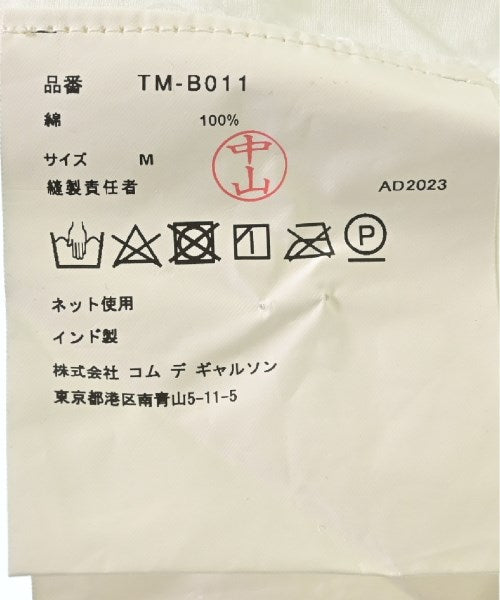 品番 TM-B011
綿 100%
サイズ M
中山
縫製責任者 AD2023
P
ネット使用
インド製
株式会社 コム デ ギャルソン
東京都港区南青山5-11-5